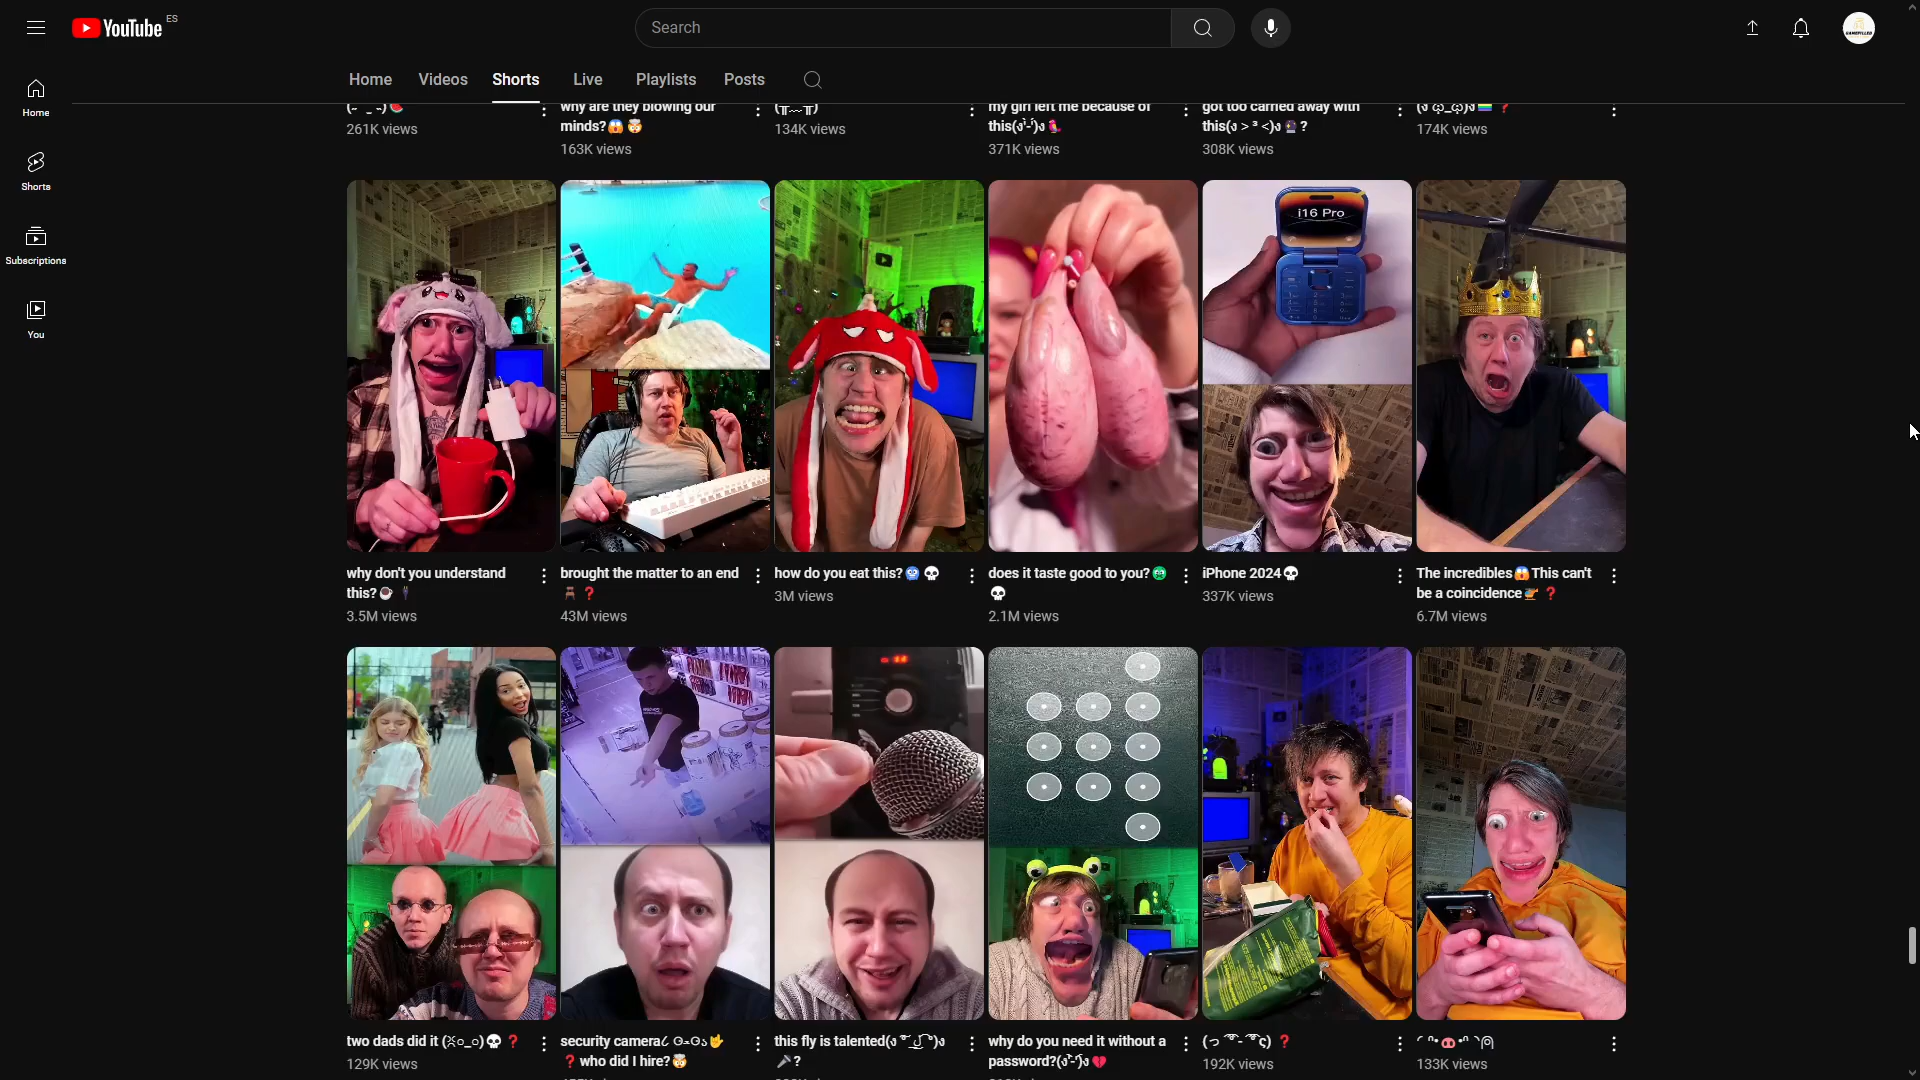 YouTube ES
Search
Home Videos Shorts Live Playlists Posts
Home
Shorts
Subscriptions
You
261K views
why are they blowing our
minds?😱🤯
163K views
134K views
my girl left me because of
371K views
got too carried away with
308K views
174K views
i16 Pro
why don't you understand
this?
3.5M views
brought the matter to an end
🪑❓
43M views
how do you eat this?🥶💀
3M views
does it taste good to you?
💀
2.1M views
iPhone 2024💀
337K views
The incredibles😱This can't
be a coincidence❓
6.7M views
two dads did it
129K views
security camera
❓who did I hire?🤯
this fly is talented
🎤?
why do you need it without a
192K views
133K views